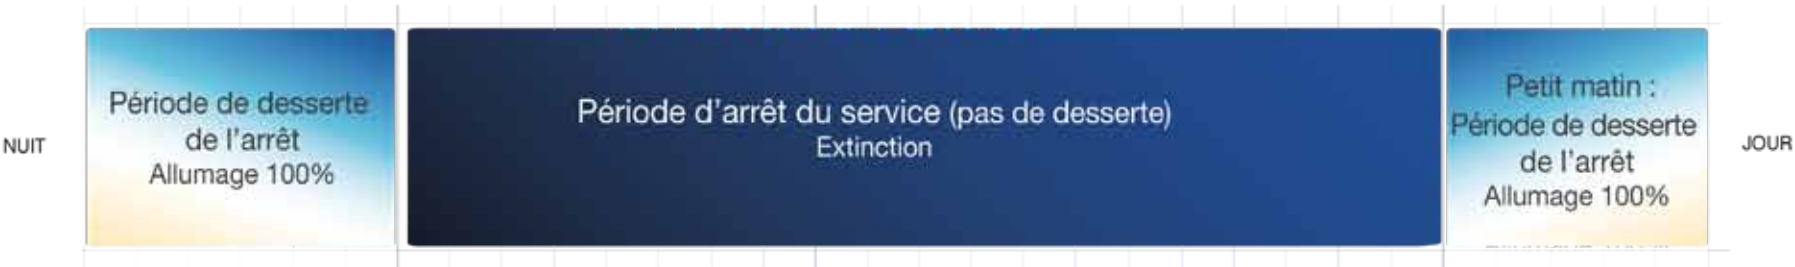 NUIT
Période de desserte
de l'arrêt
Allumage 100%
Période d'arrêt du service (pas de desserte)
Extinction
Petit matin :
Période de desserte
de l'arrêt
Allumage 100%
JOUR